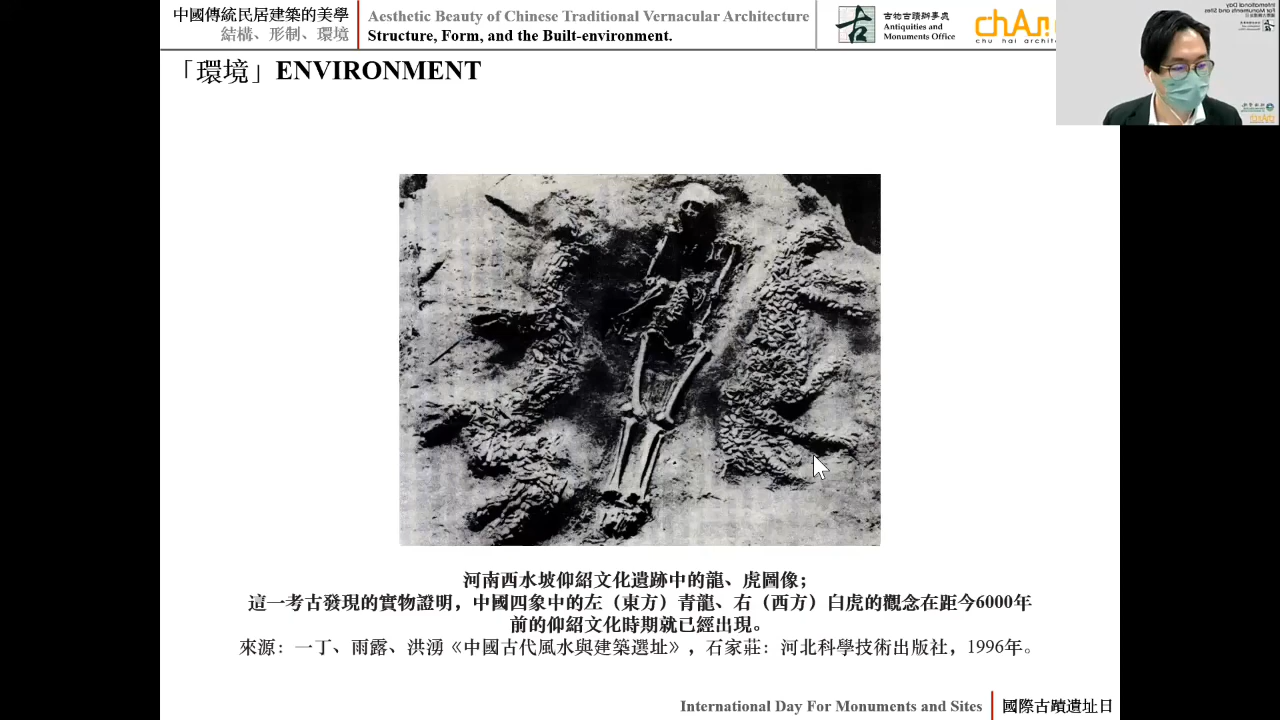 中國傳統民居建築的美學
結構、形制、環境
Aesthetic Beauty of Chinese Traditional Vernacular Architecture
Structure, Form, and the Built-environment.
古
古物古蹟辦事處
Antiquities and
Monuments Office
「環境」ENVIRONMENT
河南西水坡仰紹文化遺跡中的龍、虎圖像；
這一考古發現的實物證明，中國四象中的左（東方）青龍、右（西方）白虎的觀念在距今6000年
前的仰紹文化時期就已經出現。
來源：一丁、雨露、洪湧《中國古代風水與建築選址》，石家莊：河北科學技術出版社，1996年。
International Day For Monuments and Sites
國際古蹟遺址日